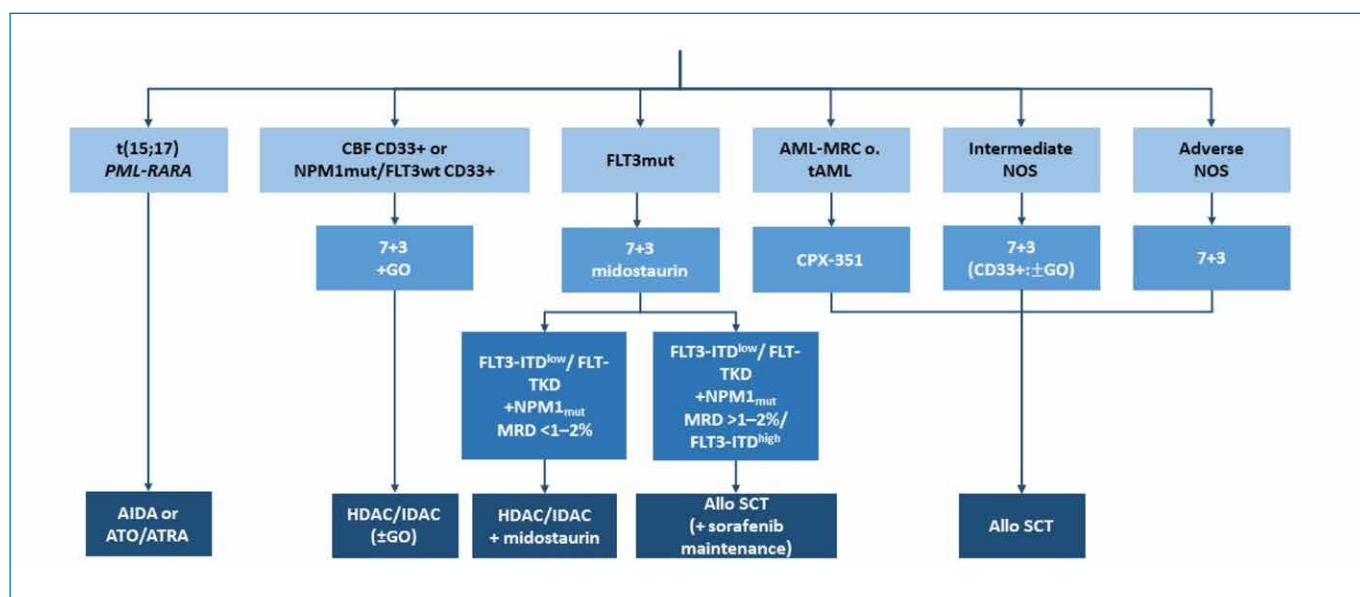 t(15;17)
PML-RARA
CBF CD33+ or
NPM1mut/FLT3wt CD33+
FLT3mut
AML-MRC o.
tAML
Intermediate
NOS
Adverse
NOS
7+3
+GO
7+3
midostaurin
CPX-351
7+3
(CD33+:±GO)
7+3
FLT3-ITDlow/ FLT-
TKD
+NPM1mut
MRD <1–2%
FLT3-ITDlow/ FLT-
TKD
+NPM1mut
MRD >1–2%/
FLT3-ITDhigh
AIDA or
ATO/ATRA
HDAC/IDAC
(±GO)
HDAC/IDAC
+ midostaurin
Allo SCT
(+ sorafenib
maintenance)
Allo SCT